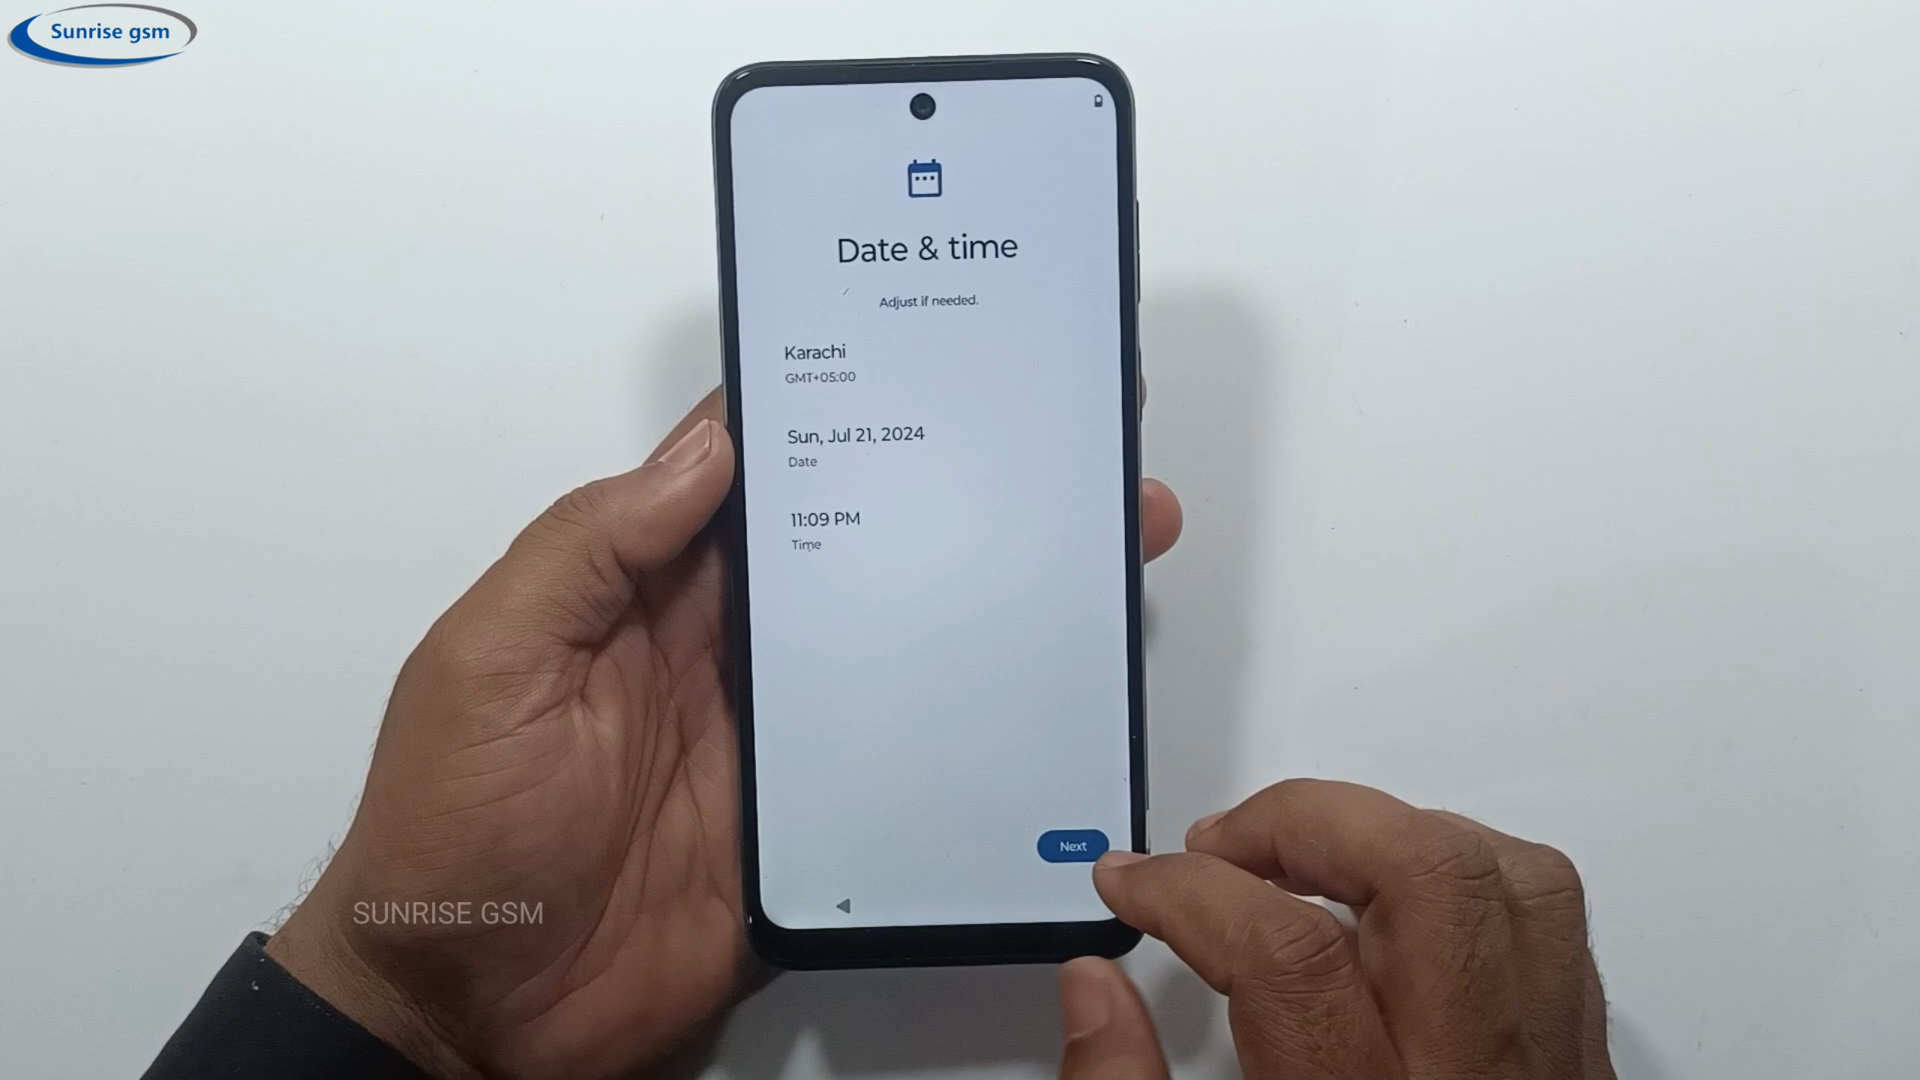 Sunrise gsm
Date & time
Adjust if needed.
Karachi
GMT+05:00
Sun, Jul 21, 2024
Date
11:09 PM
Time
Next
SUNRISE GSM